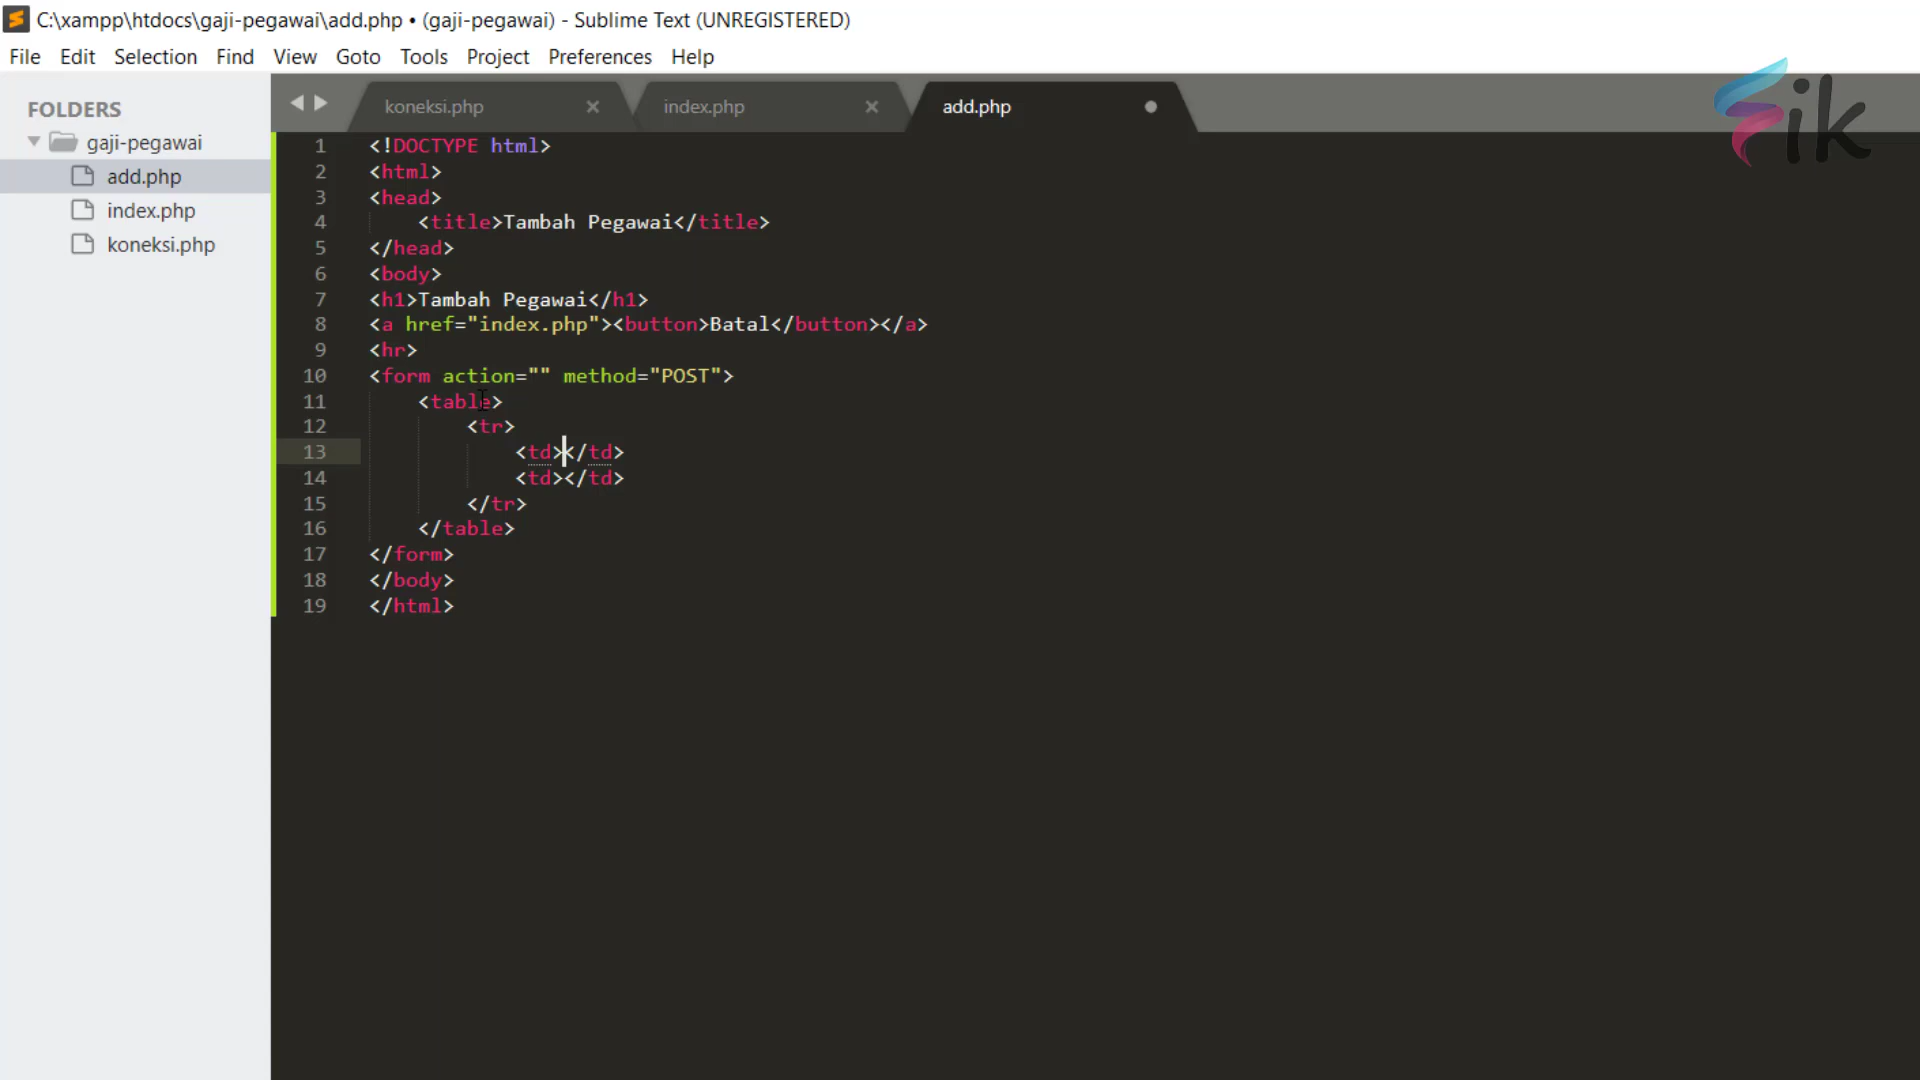 C:\xampp\htdocs\gaji-pegawai\add.php • (gaji-pegawai) - Sublime Text (UNREGISTERED)
File Edit Selection Find View Goto Tools Project Preferences Help
FOLDERS
gaji-pegawai
add.php
index.php
koneksi.php
koneksi.php index.php add.php
1 <!DOCTYPE html>
2 <html>
3 <head>
4 <title>Tambah Pegawai</title>
5 </head>
6 <body>
7 <h1>Tambah Pegawai</h1>
8 <a href="index.php"><button>Batal</button></a>
9 <hr>
10 <form action="" method="POST">
11 <table>
12 <tr>
13 <td></td>
14 <td></td>
15 </tr>
16 </table>
17 </form>
18 </body>
19 </html>
Fik